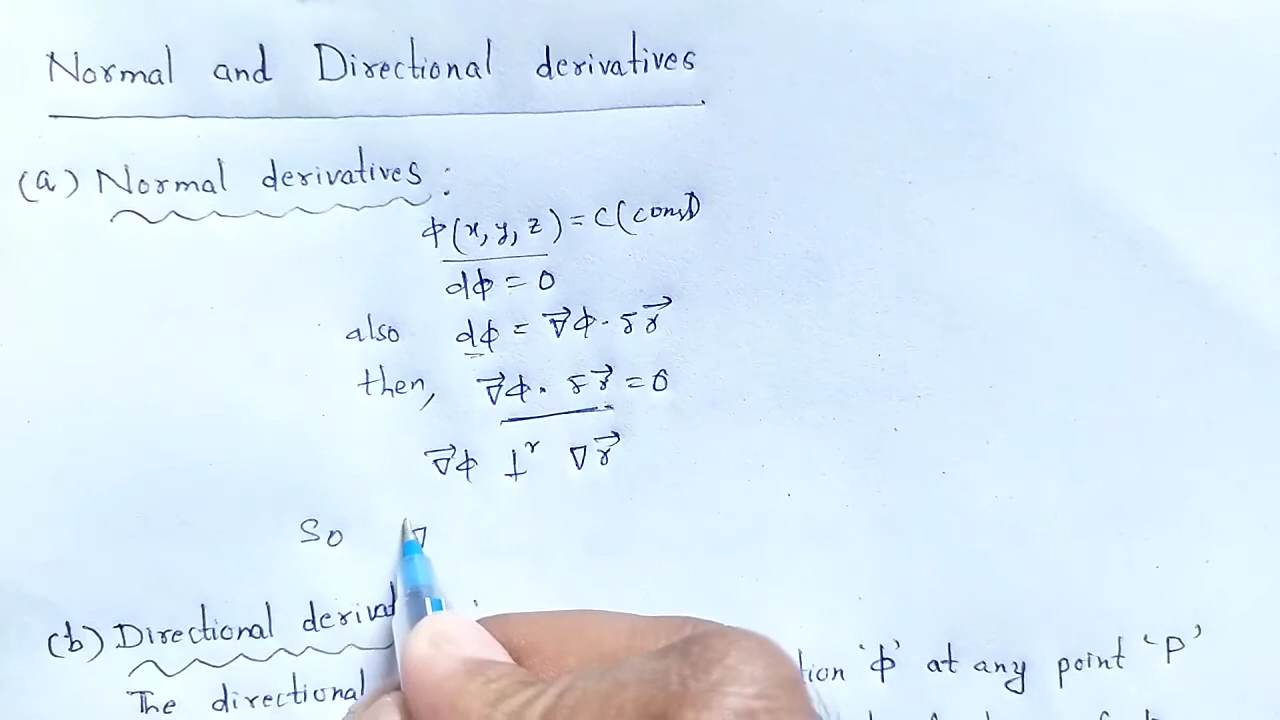 Normal and Directional derivatives
(a) Normal derivatives :
ϕ(x, y, z) = C (const)
dϕ = 0
also dϕ = ∇⃗ϕ · δr⃗
then, ∇⃗ϕ · δr⃗ = 0
∇⃗ϕ ⊥ʳ ∇r⃗
So ∇
(b) Directional :
The directional 'ϕ' at any point 'P'